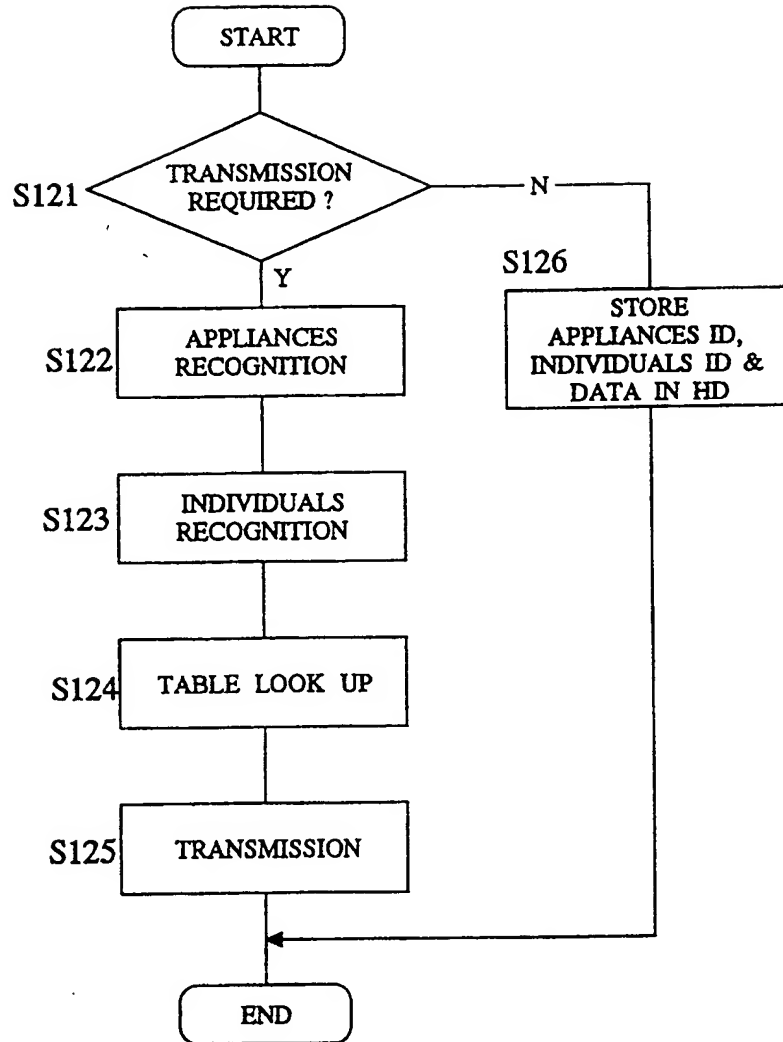 START
S121
TRANSMISSION
REQUIRED ?
N
Y
S126
STORE
APPLIANCES ID,
INDIVIDUALS ID &
DATA IN HD
S122
APPLIANCES
RECOGNITION
S123
INDIVIDUALS
RECOGNITION
S124
TABLE LOOK UP
S125
TRANSMISSION
END